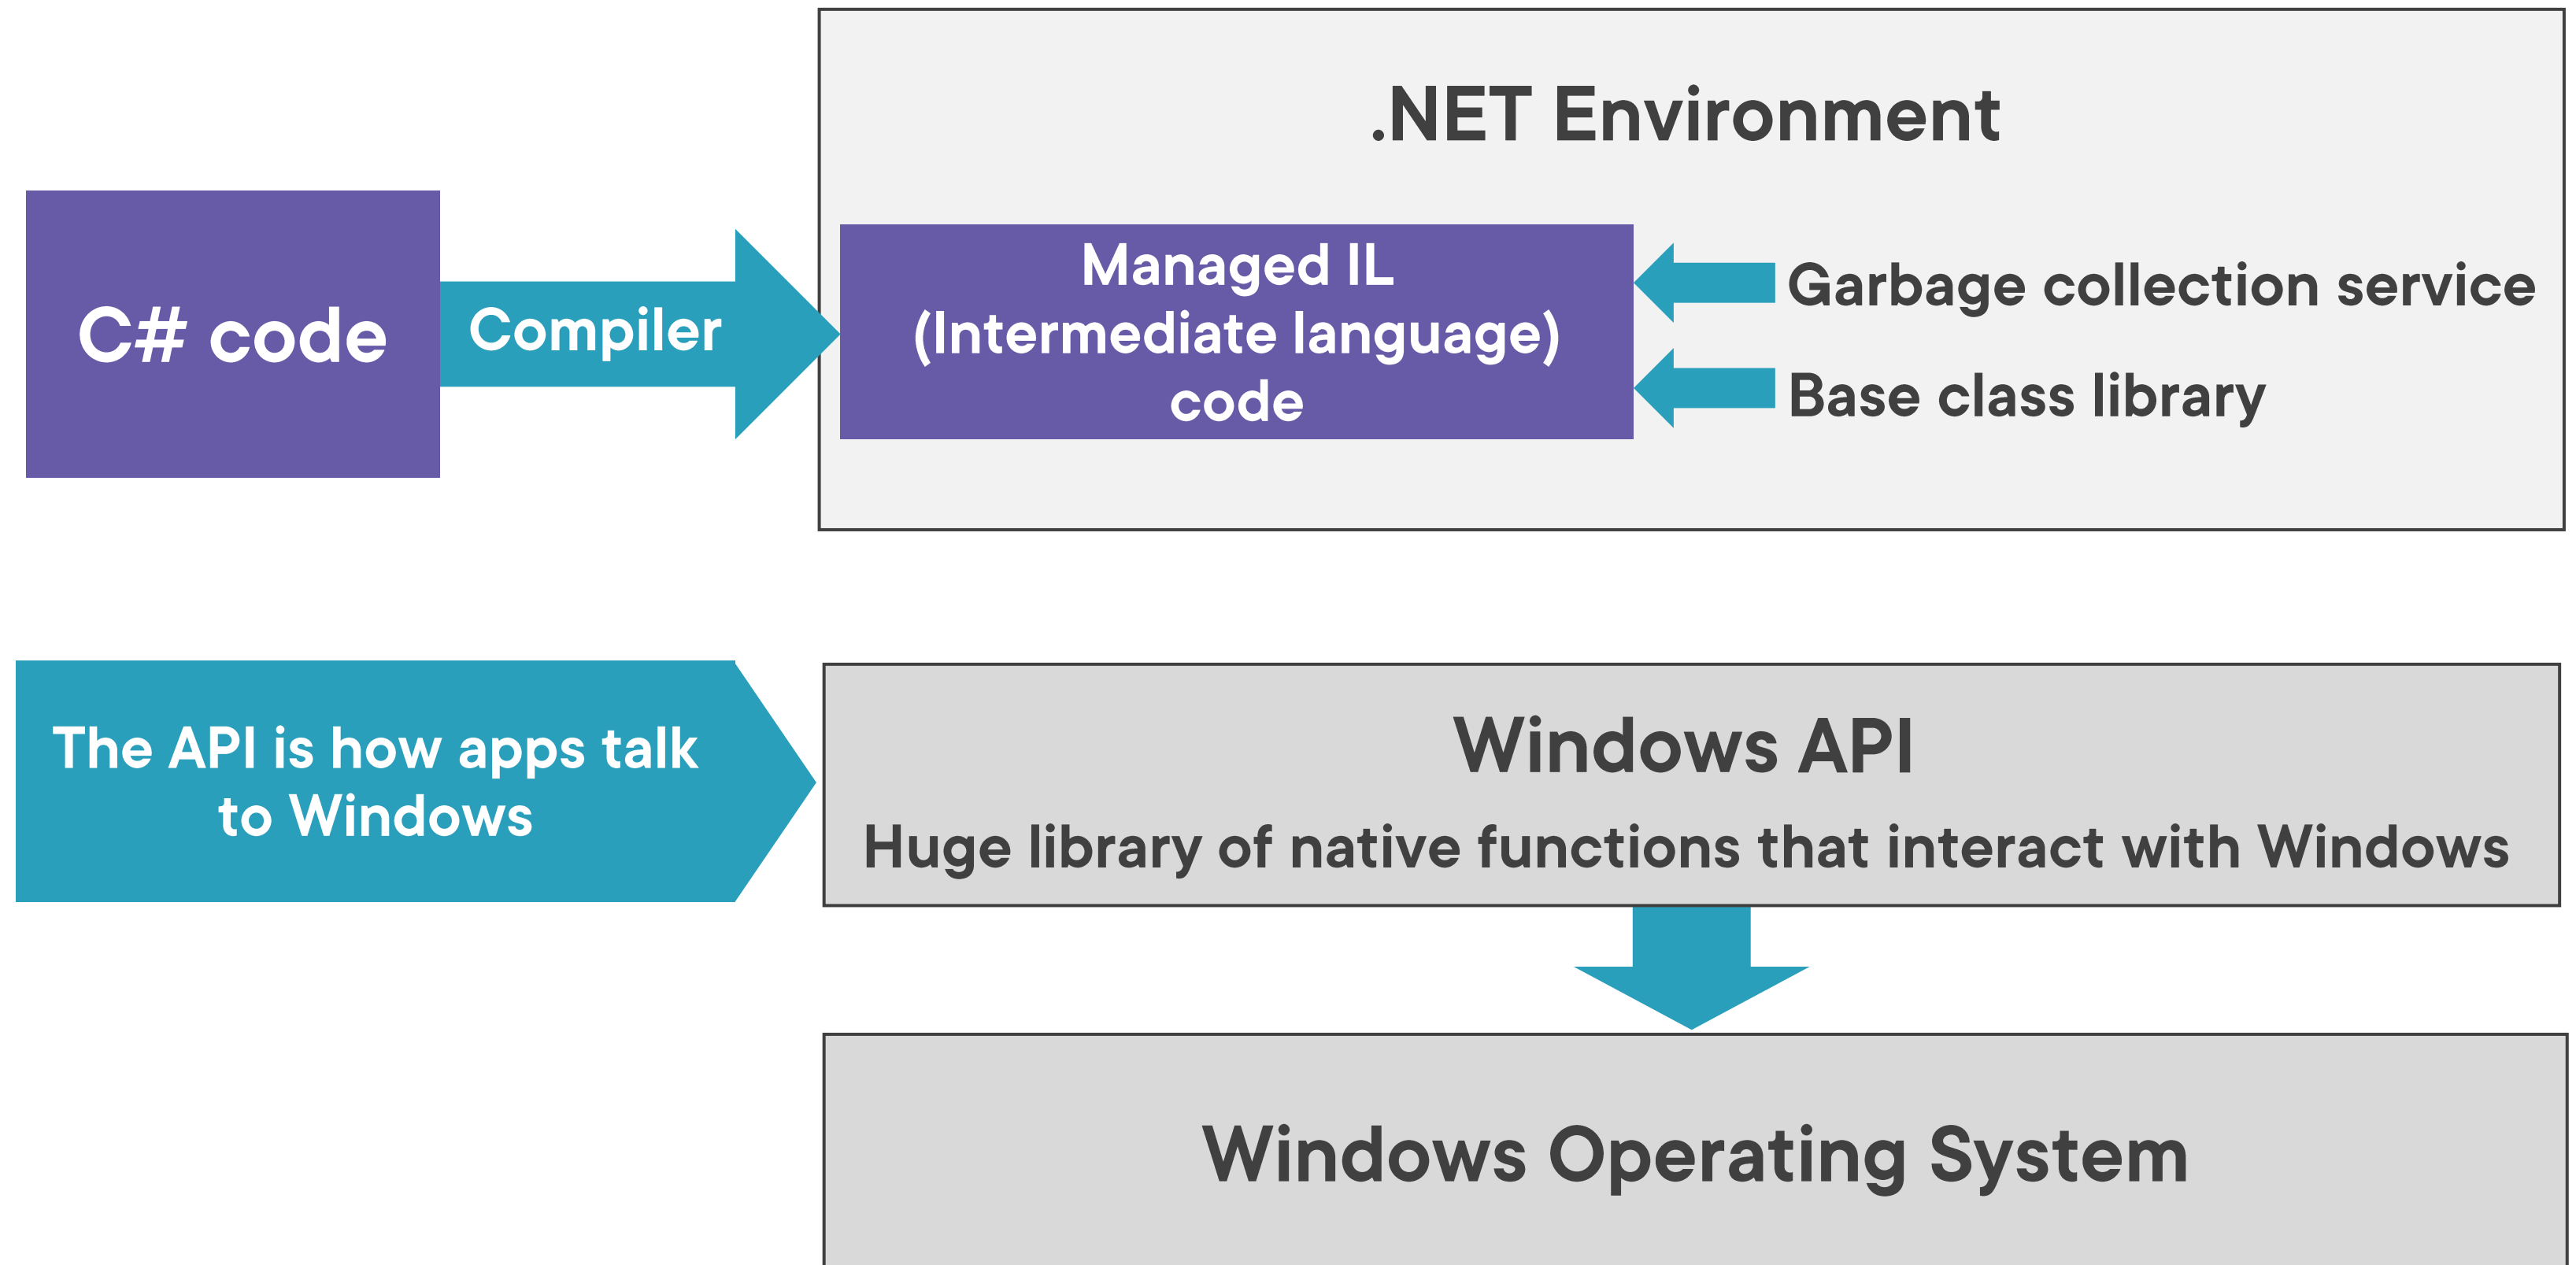 .NET Environment
C# code
Compiler
Managed IL
(Intermediate language)
code
Garbage collection service
Base class library
The API is how apps talk
to Windows
Windows API
Huge library of native functions that interact with Windows
Windows Operating System